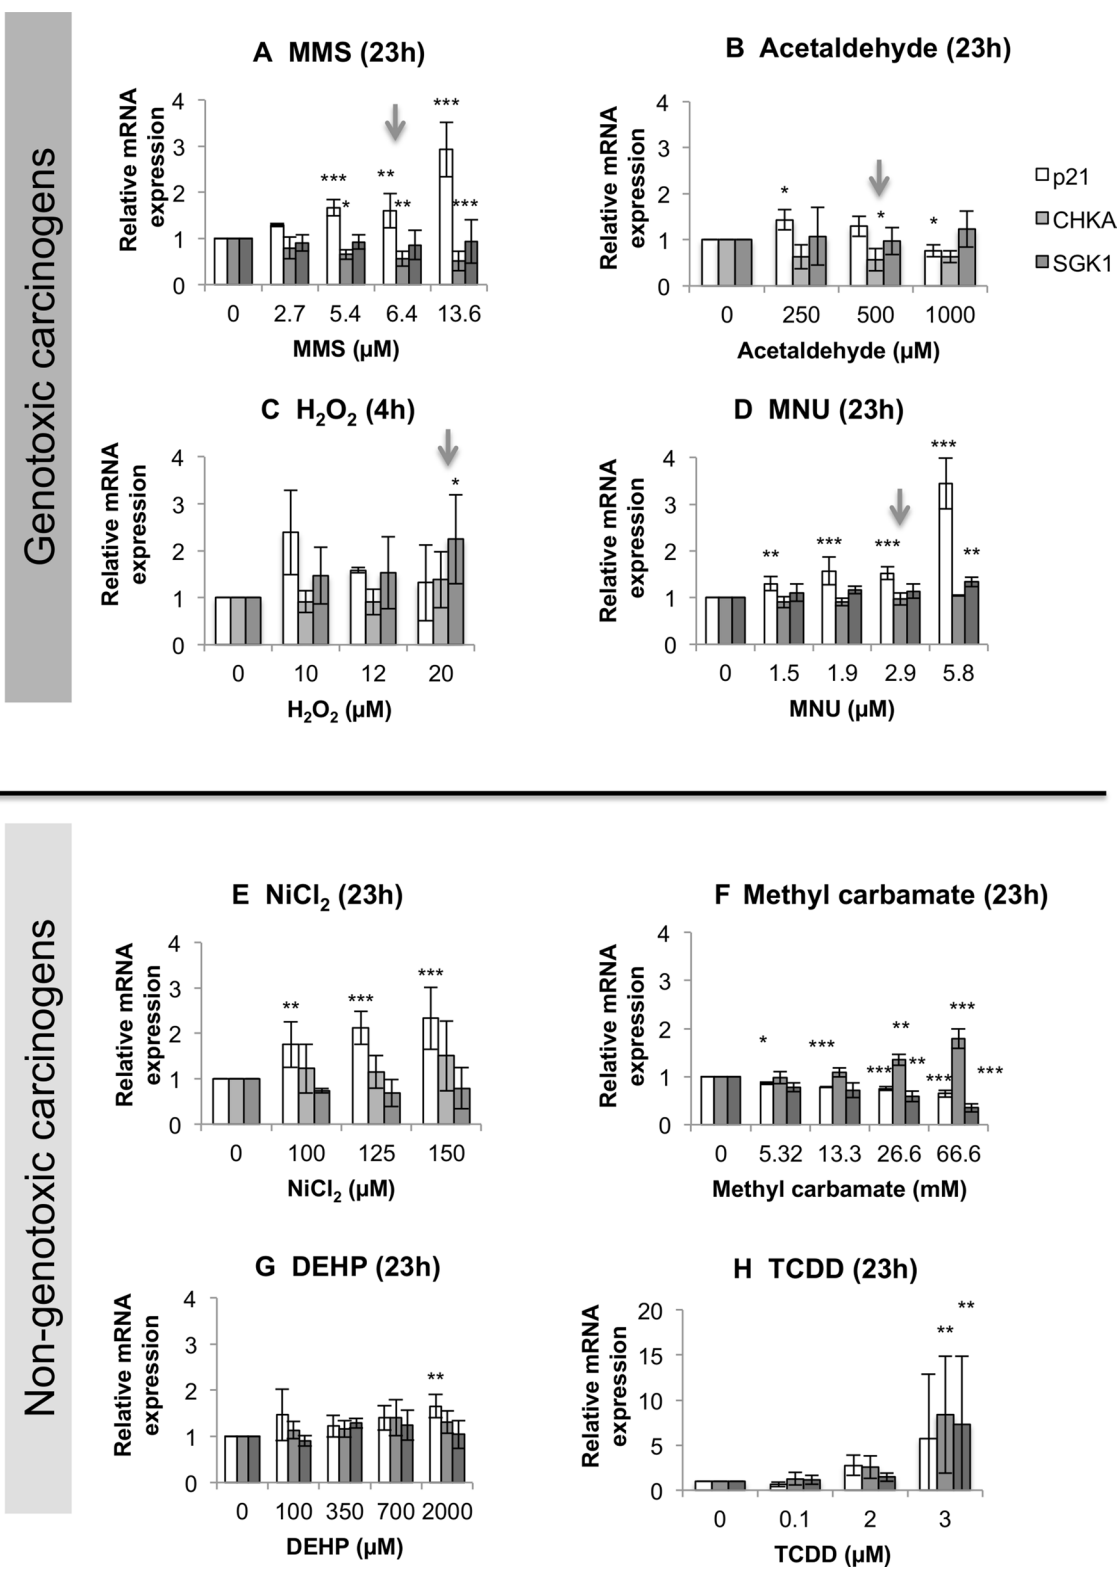 Genotoxic carcinogens
A MMS (23h)
Relative mRNA
expression
4
3
2
1
0
***
***
*
**
**
***
***
0 2.7 5.4 6.4 13.6
MMS (µM)
B Acetaldehyde (23h)
Relative mRNA
expression
4
3
2
1
0
*
*
*
0 250 500 1000
Acetaldehyde (µM)
p21
CHKA
SGK1
C H₂O₂ (4h)
Relative mRNA
expression
4
3
2
1
0
*
0 10 12 20
H₂O₂ (µM)
D MNU (23h)
Relative mRNA
expression
4
3
2
1
0
**
***
***
***
**
0 1.5 1.9 2.9 5.8
MNU (µM)
Non-genotoxic carcinogens
E NiCl₂ (23h)
Relative mRNA
expression
4
3
2
1
0
**
***
***
0 100 125 150
NiCl₂ (µM)
F Methyl carbamate (23h)
Relative mRNA
expression
4
3
2
1
0
*
***
***
**
**
***
***
***
0 5.32 13.3 26.6 66.6
Methyl carbamate (mM)
G DEHP (23h)
Relative mRNA
expression
4
3
2
1
0
**
0 100 350 700 2000
DEHP (µM)
H TCDD (23h)
Relative mRNA
expression
20
15
10
5
0
**
**
0 0.1 2 3
TCDD (µM)